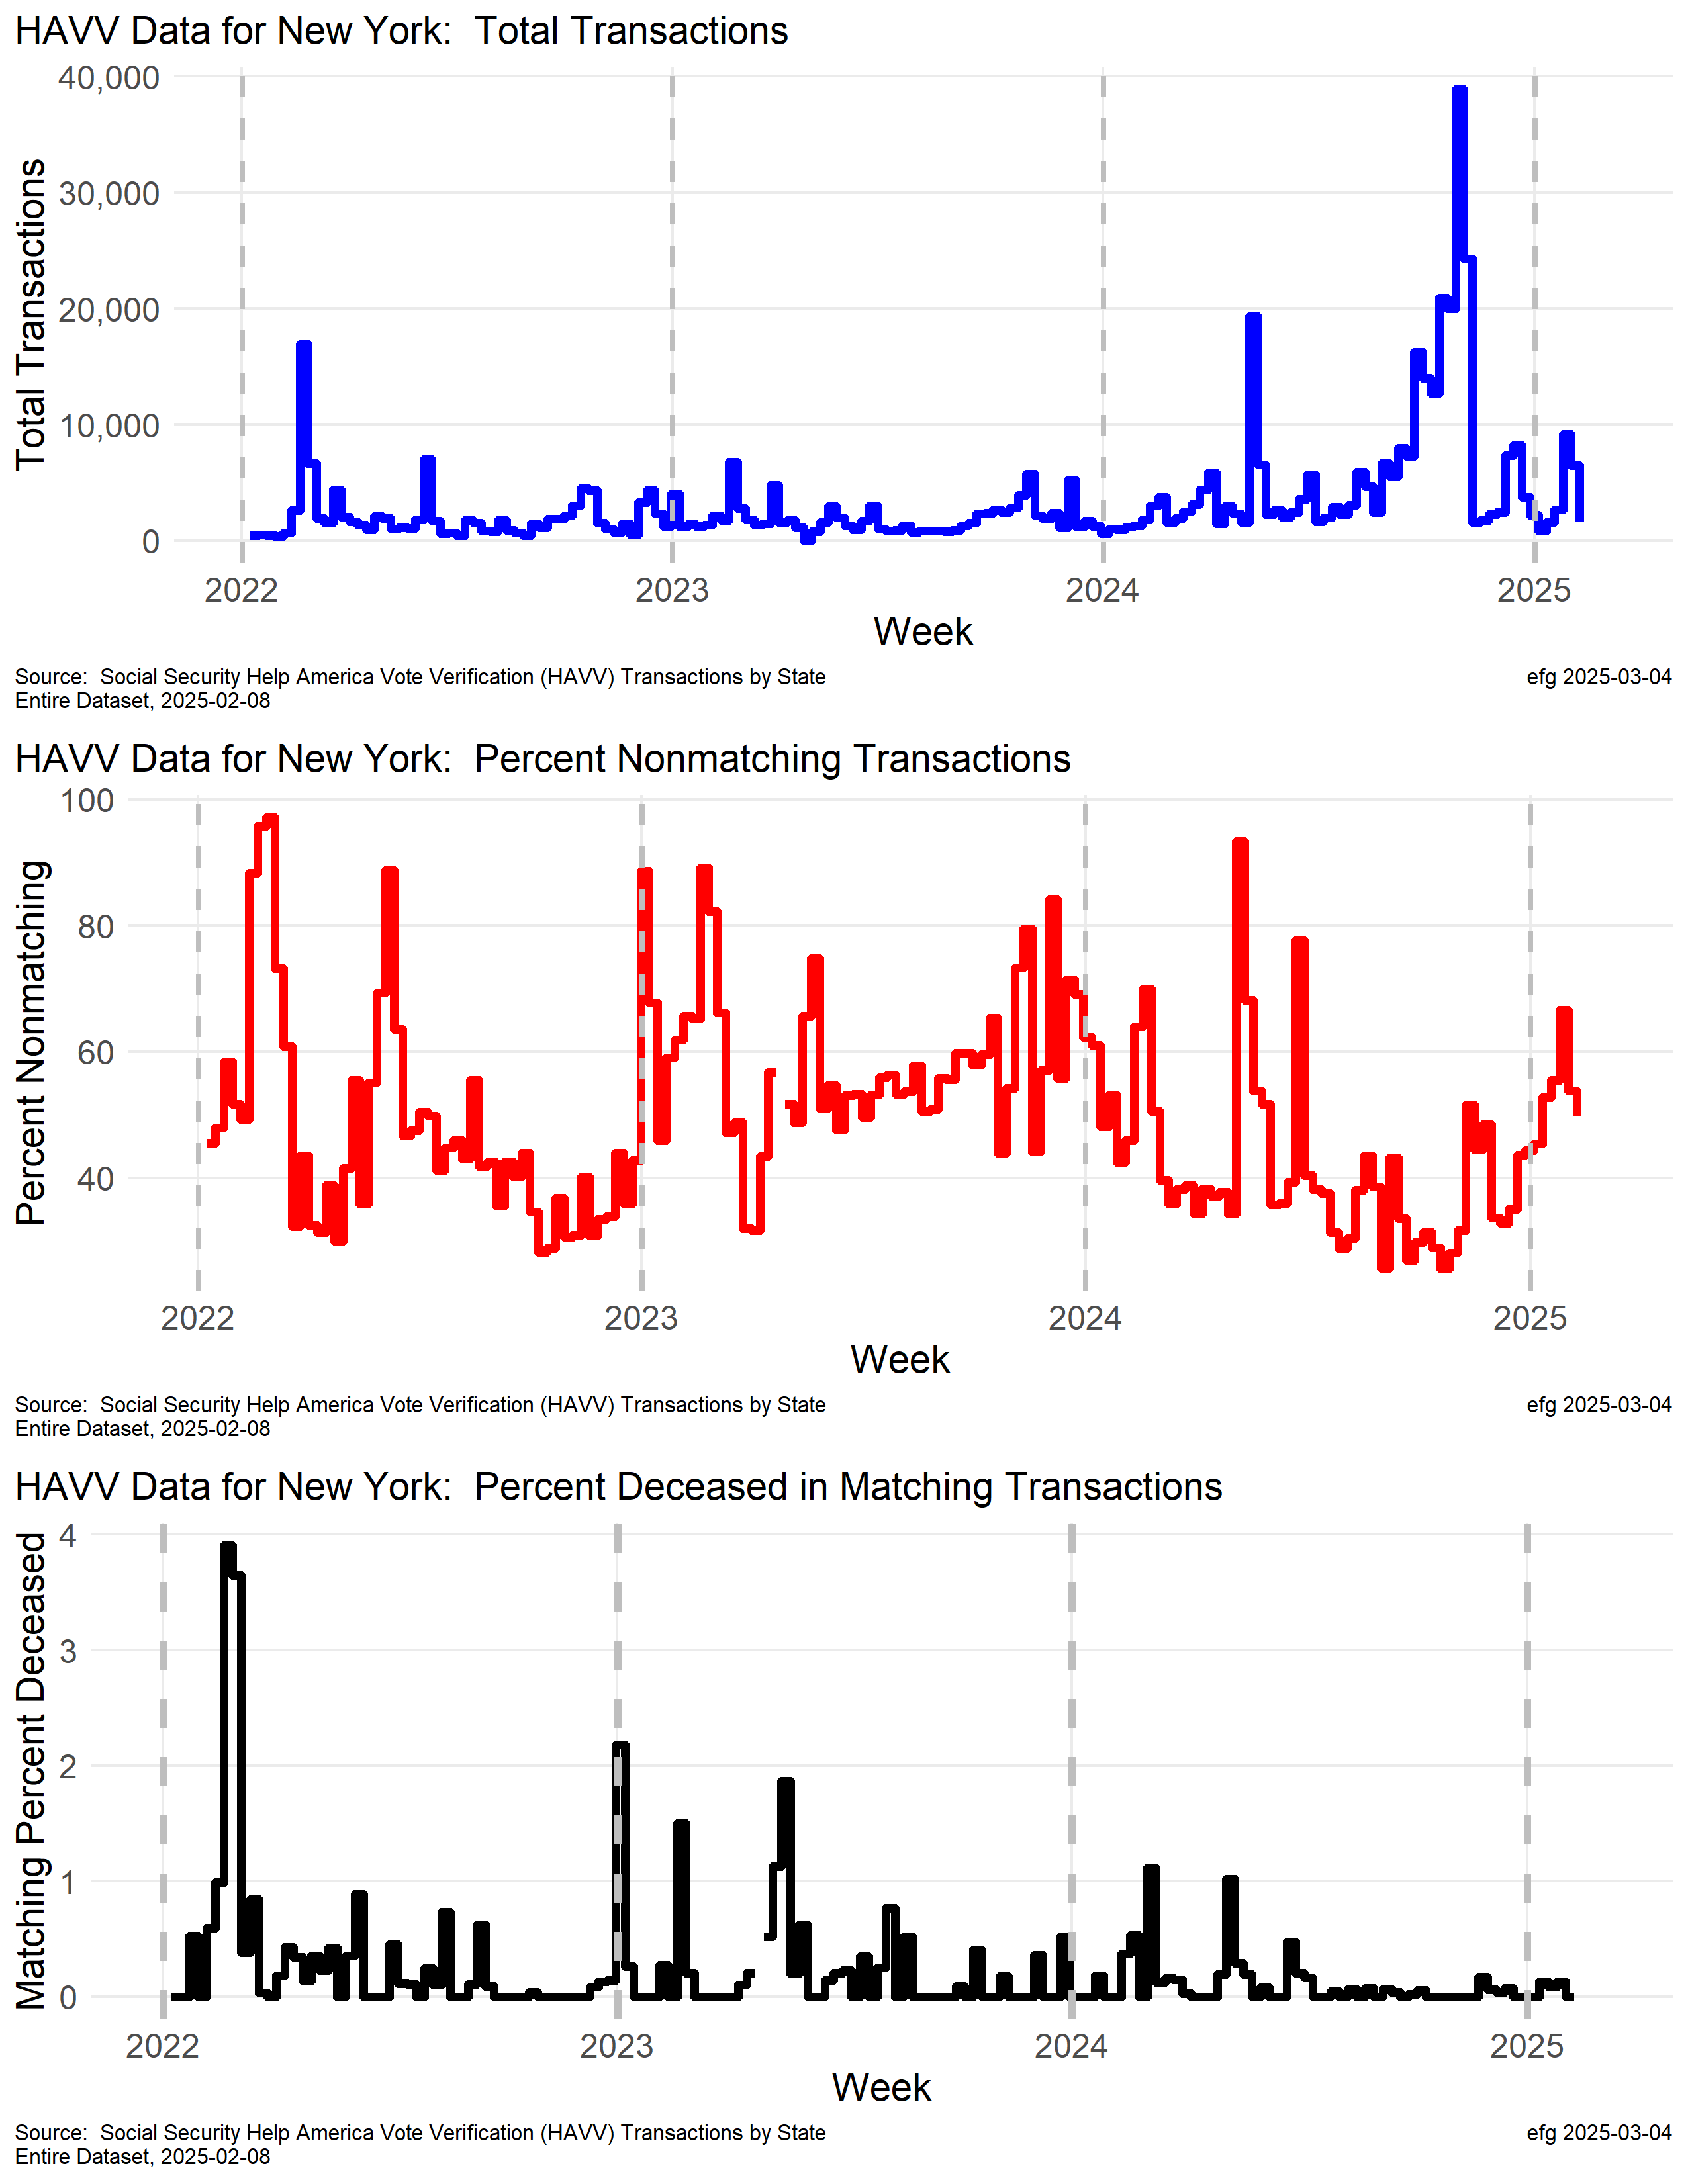 HAVV Data for New York:  Total Transactions
Total Transactions
40,000
30,000
20,000
10,000
0
2022 2023 2024 2025
Week
Source:  Social Security Help America Vote Verification (HAVV) Transactions by State efg 2025-03-04
Entire Dataset, 2025-02-08
HAVV Data for New York:  Percent Nonmatching Transactions
Percent Nonmatching
100
80
60
40
2022 2023 2024 2025
Week
Source:  Social Security Help America Vote Verification (HAVV) Transactions by State efg 2025-03-04
Entire Dataset, 2025-02-08
HAVV Data for New York:  Percent Deceased in Matching Transactions
Matching Percent Deceased
4
3
2
1
0
2022 2023 2024 2025
Week
Source:  Social Security Help America Vote Verification (HAVV) Transactions by State efg 2025-03-04
Entire Dataset, 2025-02-08